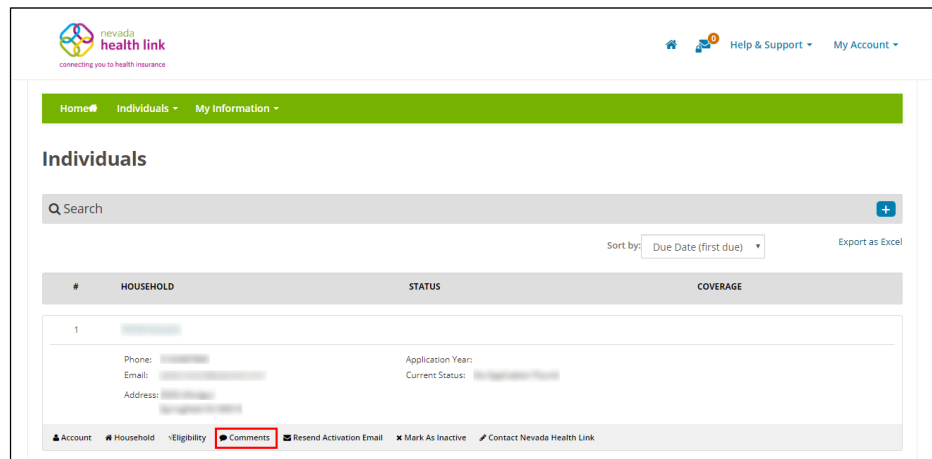 nevada
health link
connecting you to health insurance
0
Help & Support
My Account
Home
Individuals
My Information
Individuals
Search
+
Sort by: Due Date (first due)
Export as Excel
# HOUSEHOLD STATUS COVERAGE
1
Phone: Application Year:
Email: Current Status:
Address:
Account Household √Eligibility Comments Resend Activation Email Mark As Inactive Contact Nevada Health Link